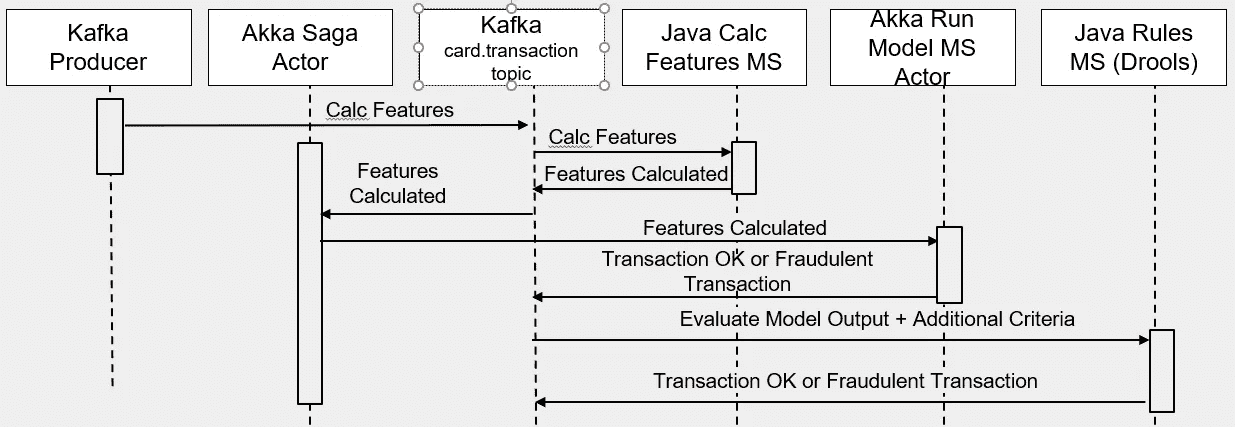 Kafka
Producer
Akka Saga
Actor
Kafka
card.transaction
topic
Java Calc
Features MS
Akka Run
Model MS
Actor
Java Rules
MS (Drools)
Calc Features
Calc Features
Features
Calculated
Features Calculated
Features Calculated
Transaction OK or Fraudulent
Transaction
Evaluate Model Output + Additional Criteria
Transaction OK or Fraudulent Transaction